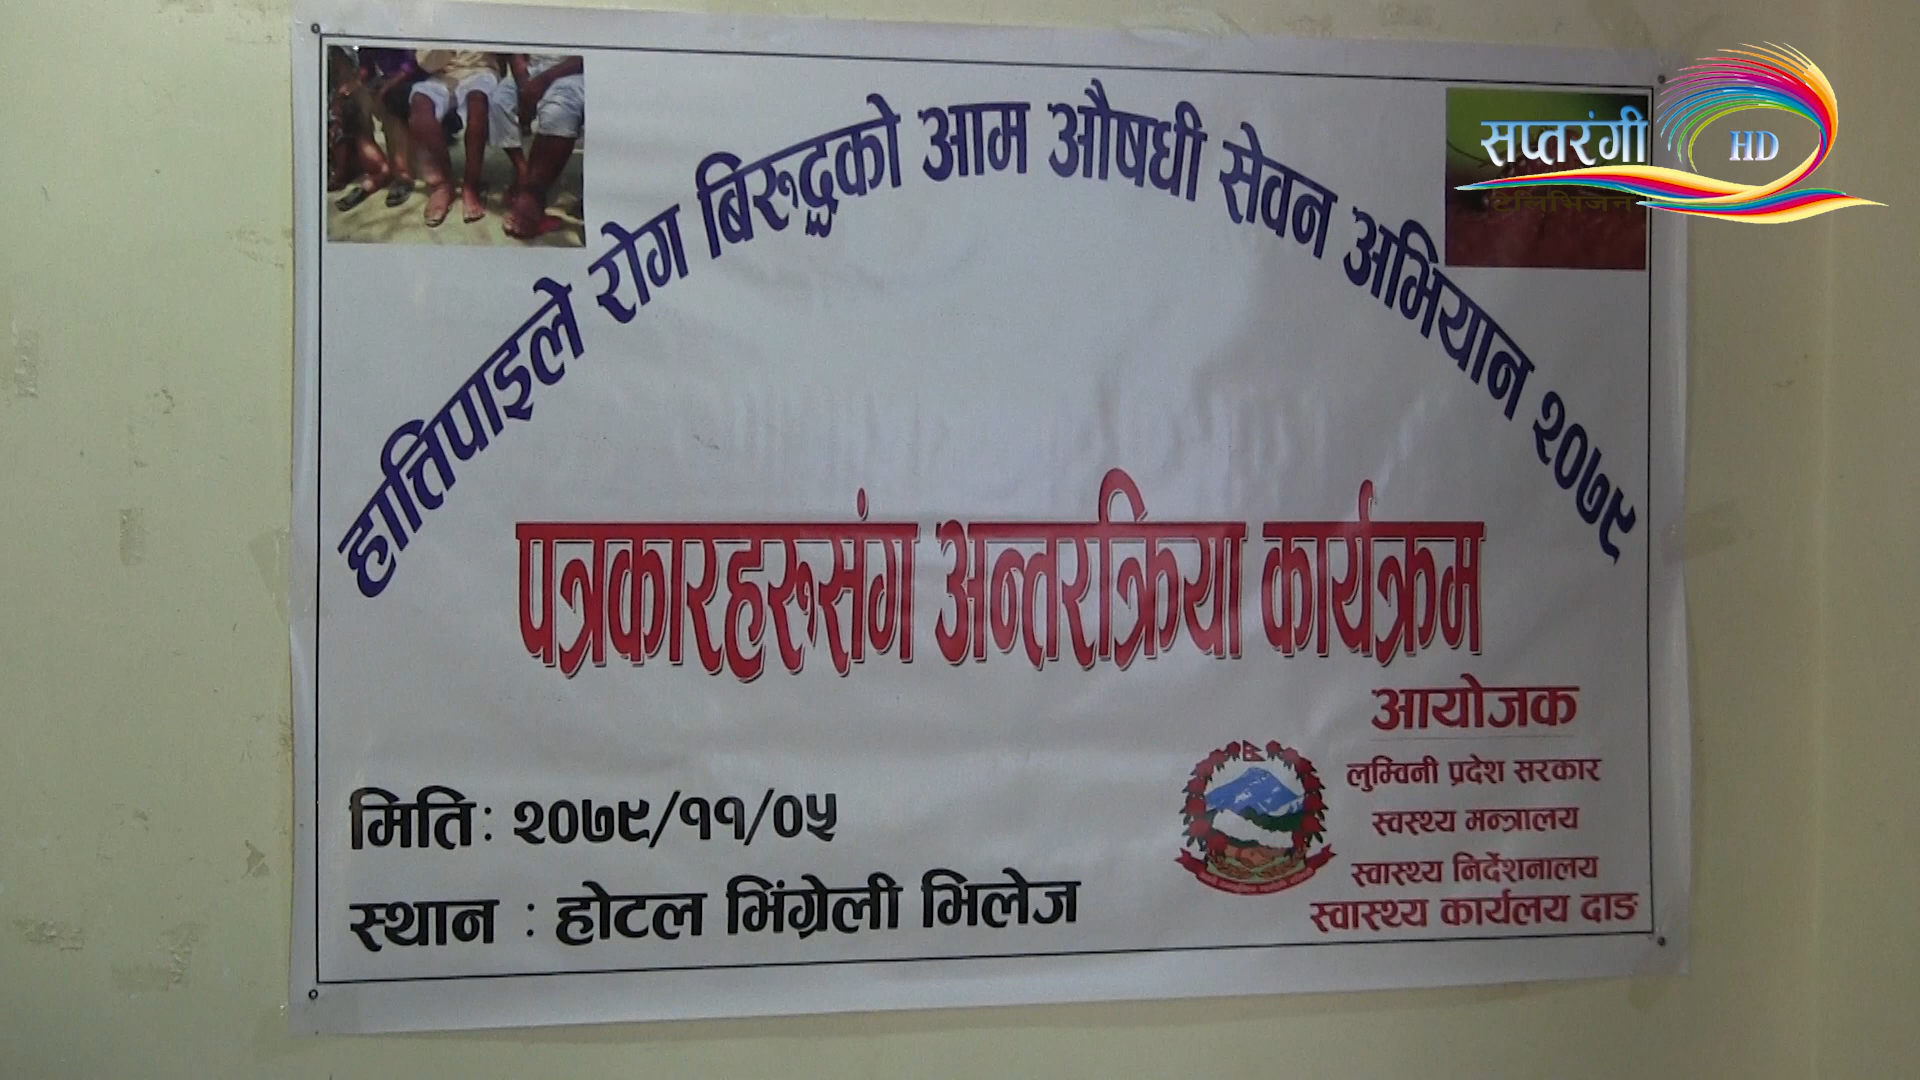 हात्तिपाइले रोग बिरुद्धको आम औषधी सेवन अभियान २०७९
सप्तरंगी
HD
टेलिभिजन
पत्रकारहरूसंग अन्तरक्रिया कार्यक्रम
आयोजक
लुम्विनी प्रदेश सरकार
स्वस्थ्य मन्त्रालय
स्वास्थ्य निर्देशनालय
स्वास्थ्य कार्यलय दाङ
मितिः २०७९/११/०५
स्थान : होटल भिंग्रेली भिलेज